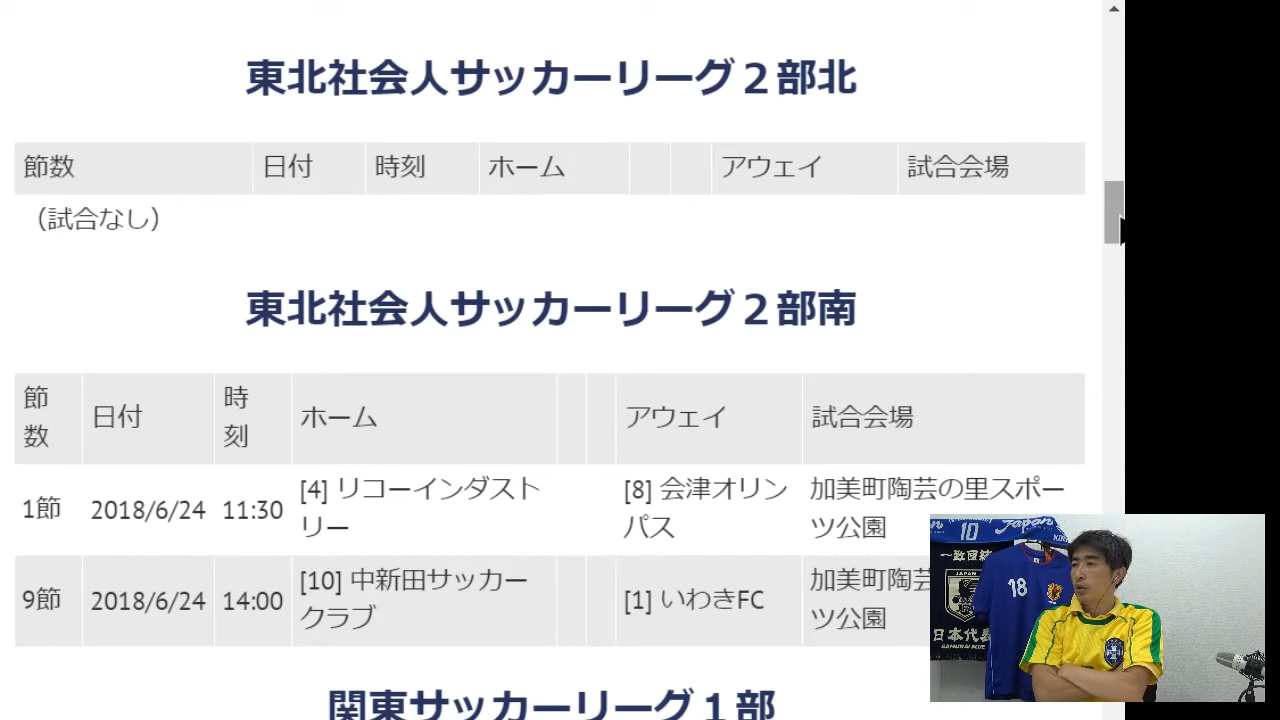 東北社会人サッカーリーグ２部北
節数 日付 時刻 ホーム アウェイ 試合会場
（試合なし）
東北社会人サッカーリーグ２部南
節数 日付 時刻 ホーム アウェイ 試合会場
1節 2018/6/24 11:30 [4] リコーインダストリー [8] 会津オリンパス 加美町陶芸の里スポーツ公園
9節 2018/6/24 14:00 [10] 中新田サッカークラブ [1] いわきFC 加美町陶芸 ツ公園
関東サッカーリーグ１部
Japan
10
18
JAPAN
日本代表
SAMURAI BLUE